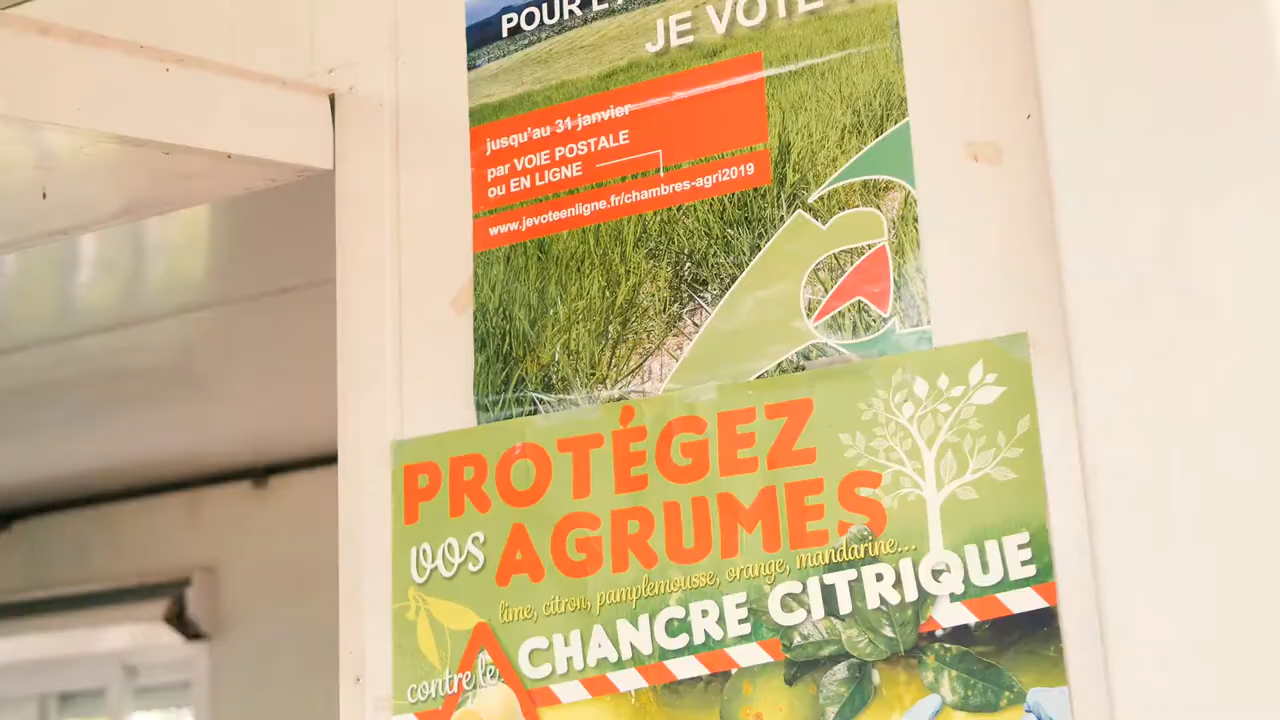 POUR
JE VOTE
jusqu'au 31 janvier
par VOIE POSTALE
ou EN LIGNE
www.jevoteenligne.fr/chambres-agri2019
PROTÉGEZ
vos AGRUMES
lime, citron, pamplemousse, orange, mandarine...
contre le CHANCRE CITRIQUE